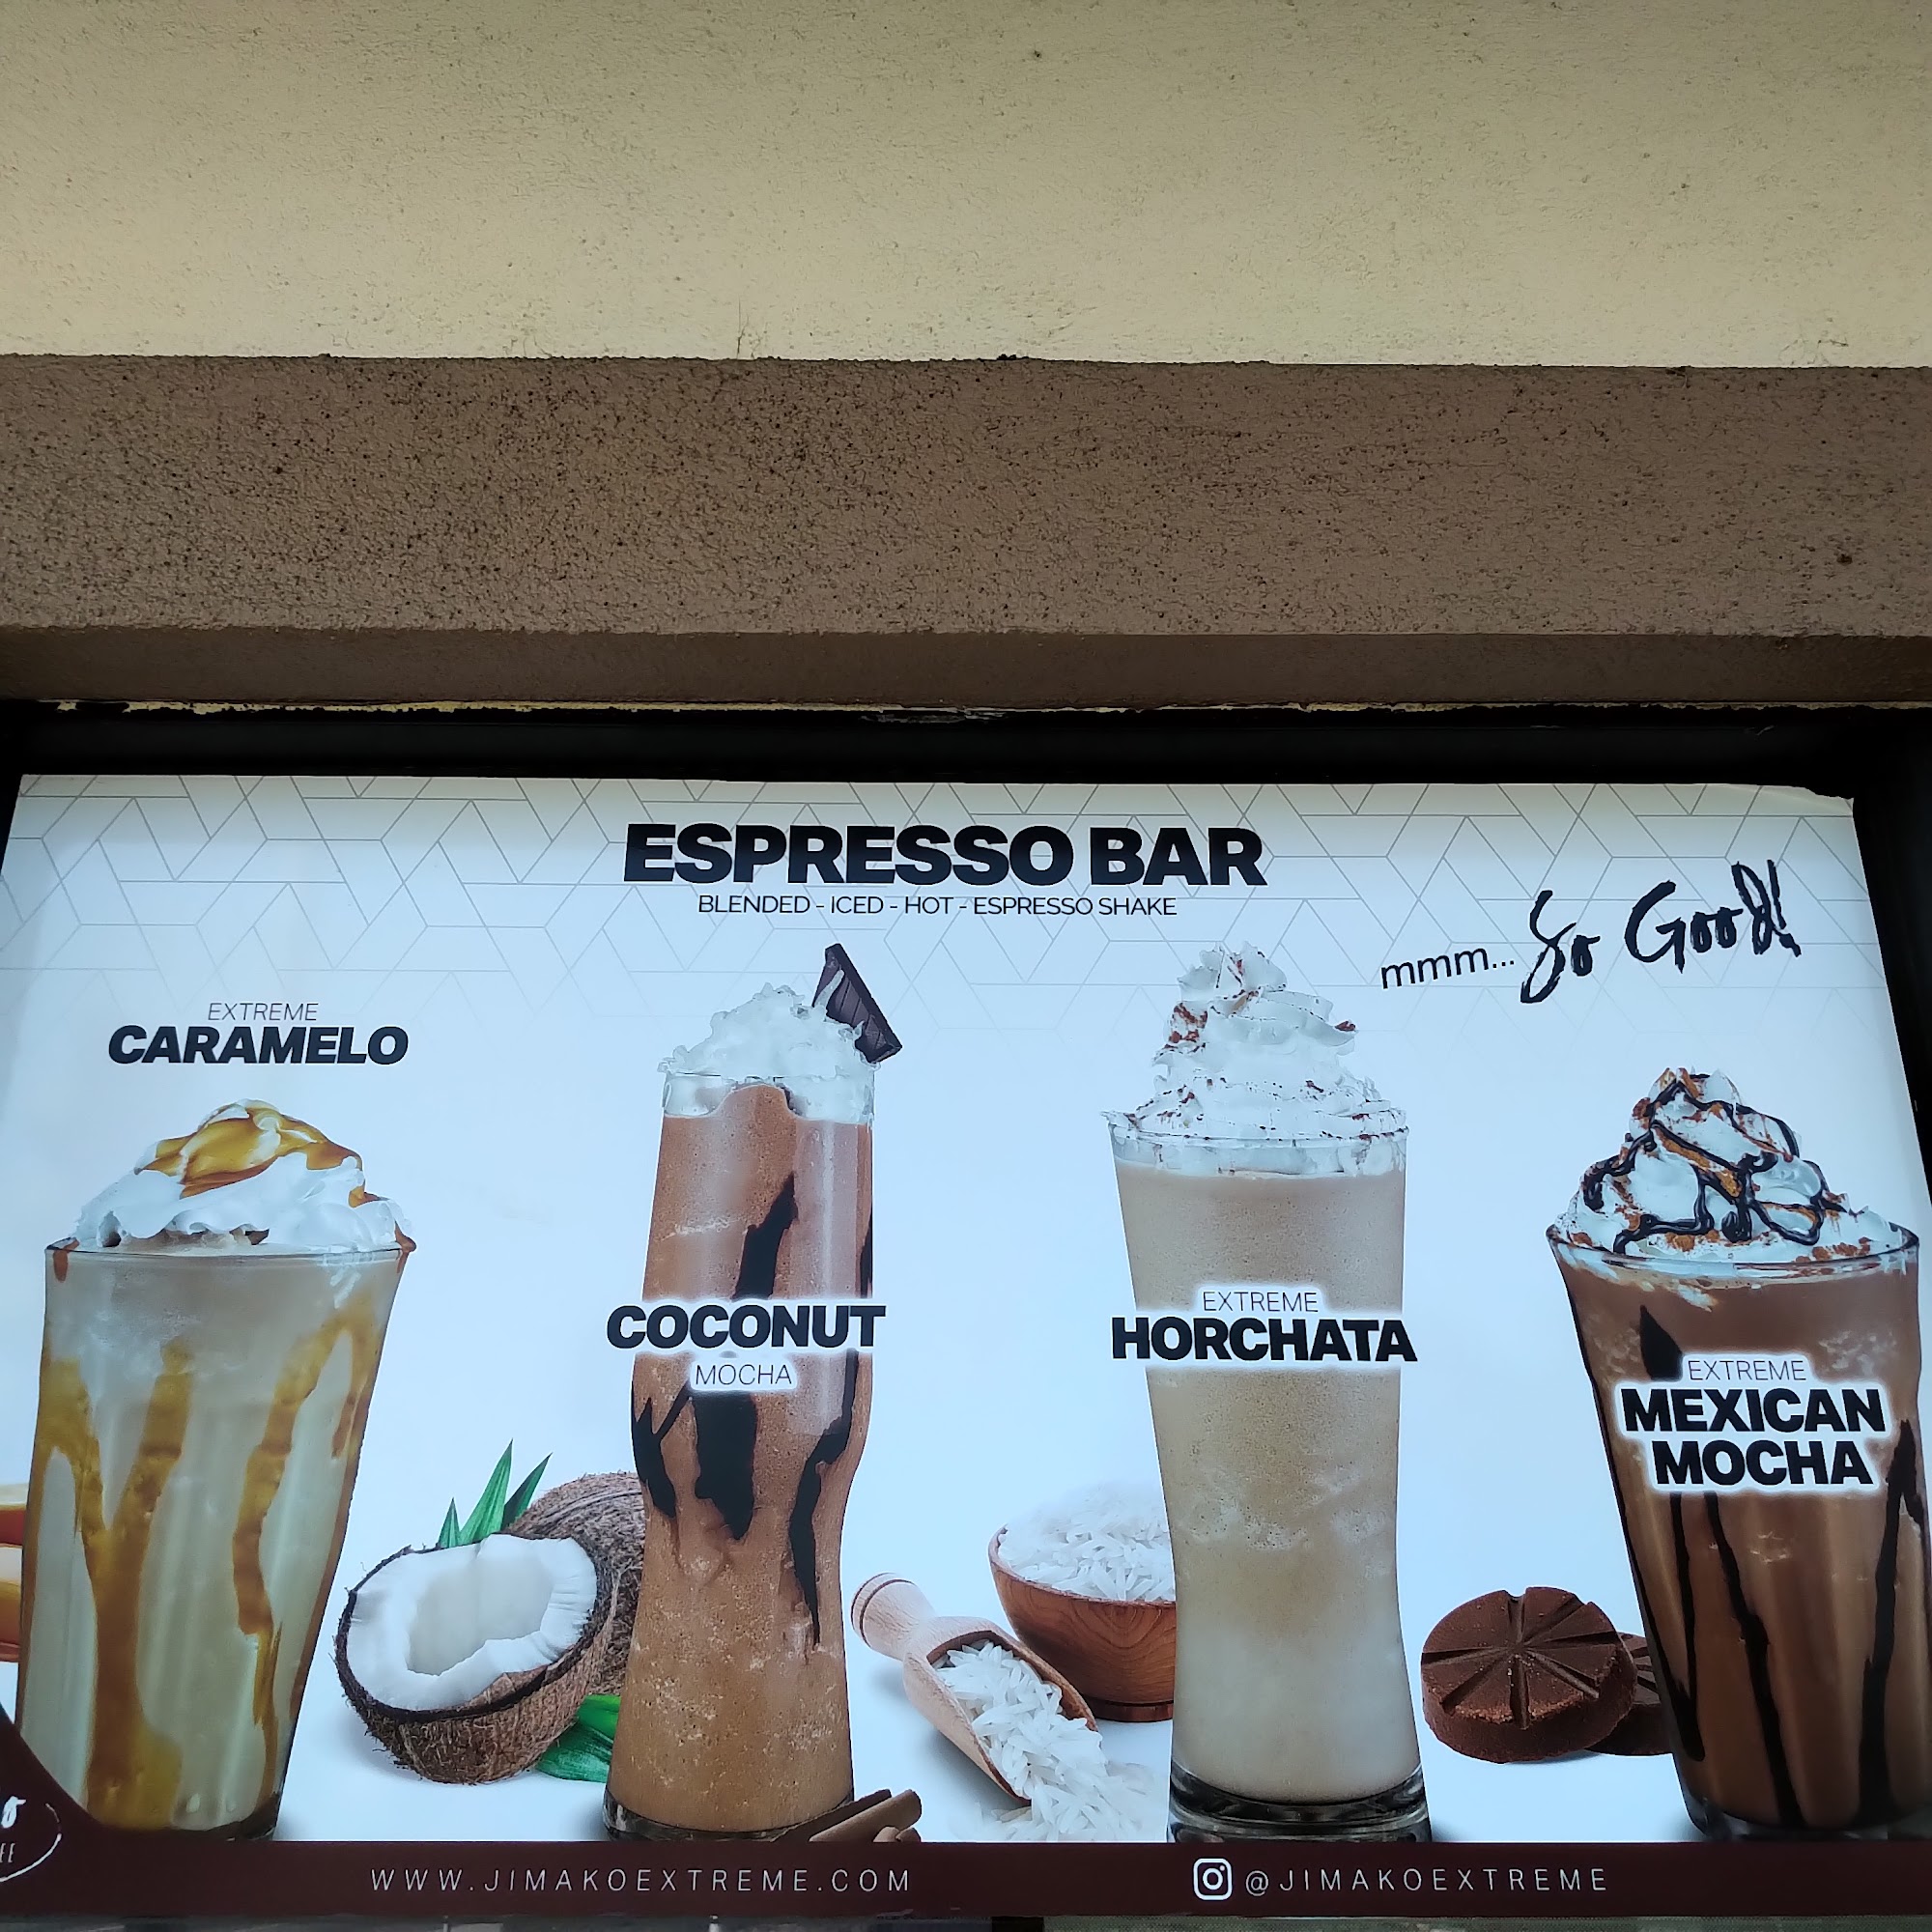 ESPRESSO BAR
BLENDED - ICED - HOT - ESPRESSO SHAKE
mmm... So Good!
EXTREME
CARAMELO
COCONUT
MOCHA
EXTREME
HORCHATA
EXTREME
MEXICAN
MOCHA
WWW.JIMAKOEXTREME.COM
@JIMAKOEXTREME